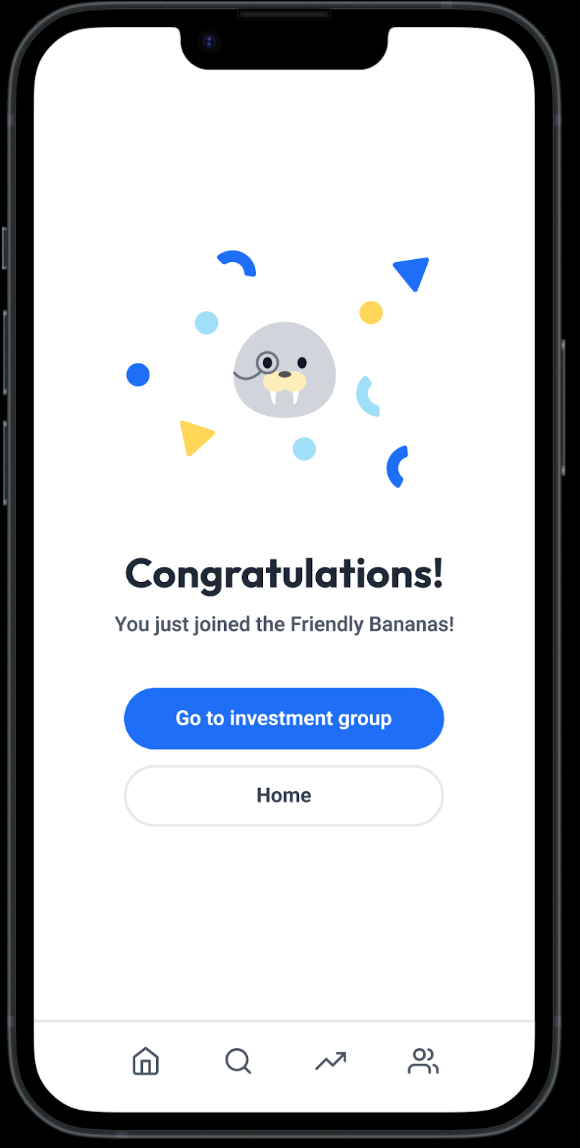 Congratulations!
You just joined the Friendly Bananas!
Go to investment group
Home